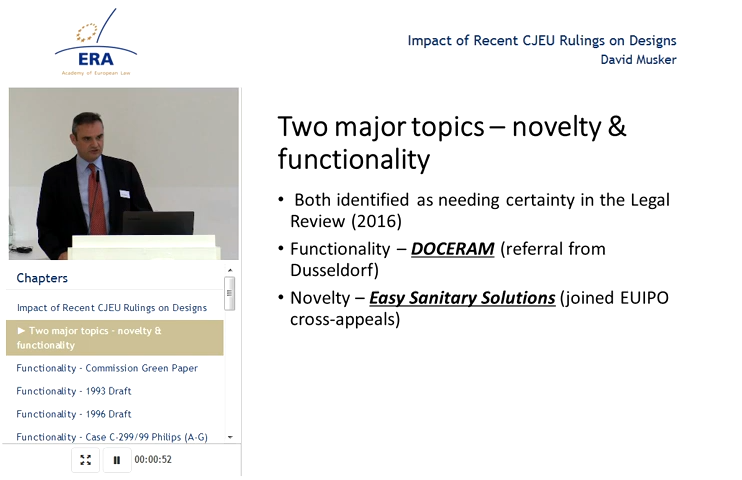 ERA
Academy of European Law
Impact of Recent CJEU Rulings on Designs
David Musker
Two major topics – novelty &
functionality
• Both identified as needing certainty in the Legal
Review (2016)
• Functionality – DOCERAM (referral from
Dusseldorf)
• Novelty – Easy Sanitary Solutions (joined EUIPO
cross-appeals)
Chapters
Impact of Recent CJEU Rulings on Designs
► Two major topics - novelty &
functionality
Functionality - Commission Green Paper
Functionality - 1993 Draft
Functionality - 1996 Draft
Functionality - Case C-299/99 Philips (A-G)
00:00:52